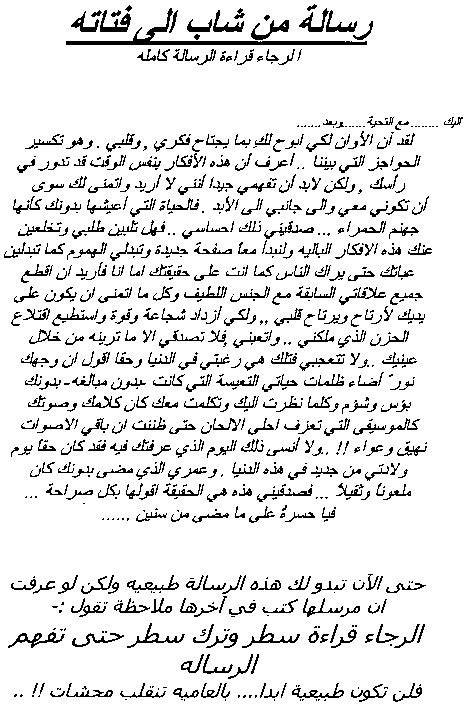 رسالة من شاب الى فتاته
الرجاء قراءة الرسالة كامله
اليك ........ مع التحية.......وبعد.......
لقد آن الأوان لكي أبوح لكِ بما يجتاح فكري , وقلبي . وهو تكسير
الحواجز التي بيننا .. أعرف أن هذه الأفكار بنفس الوقت قد تدور في
رأسك , ولكن لابد أن تفهمي جيدا أنني لا أريد واتمنى لك سوى
أن تكوني معي والى جانبي الى الأبد . فالحياة التي أعيشها بدونك كأنها
جهنم الحمراء ... صدقيني ذلك احساسي .. فهل تلبين طلبي وتخلعين
عنك هذه الافكار الباليه ولنبدأ معاً صفحة جديدة وتبدلي الهموم كما تبدلين
عبائتك حتى يراك الناس كما انت على حقيقتك اما انا فأريد ان اقطع
جميع علاقاتي السابقة مع الجنس اللطيف وكل ما اتمنى ان يكون على
يديك لأرتاح ويرتاح قلبي ,, ولكي أزداد شجاعة وقوة واستطيع اقتلاع
الحزن الذي ملكني .. واتعبني ,فلا تصدقي الا ما ترينه من خلال
عينيك ..ولا تتعجبي فتلك هي رغبتي في الدنيا وحقا اقول ان وجهك
نورٌ أضاء ظلمات حياتي التعيسة التي كانت -بدون مبالغه- بدونك
بؤس وشؤم وكلما نظرت اليك وتكلمت معك كان كلامك وصوتك
كالموسيقى التي تعزف احلى الالحان حتى ظننت ان باقي الاصوات
نهيق وعواء !! ..ولا أنسى ذلك اليوم الذي عرفتك فيه فقد كان حقا يوم
ولادتي من جديد في هذه الدنيا . وعمري الذي مضى بدونك كان
ملعوناً وثقيلاً ... فصدقيني هذه هي الحقيقة اقولها بكل صراحة ...
فيا حسرةً على ما مضى من سنين ......
حتى الآن تبدو لك هذه الرسالة طبيعيه ولكن لو عرفت
ان مرسلها كتب في آخرها ملاحظة تقول :-
الرجاء قراءة سطر وترك سطر حتى تفهم
الرساله
فلن تكون طبيعية ابدا.... بالعاميه تنقلب محشات !! ..